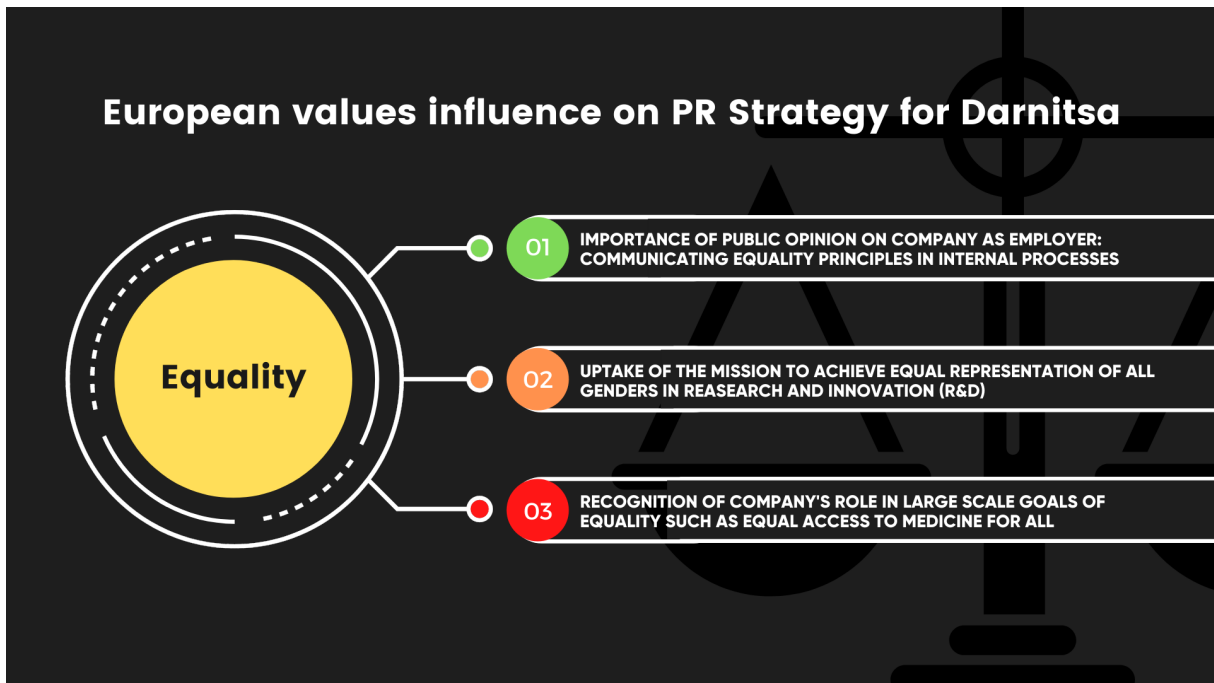 European values influence on PR Strategy for Darnitsa
Equality
01
IMPORTANCE OF PUBLIC OPINION ON COMPANY AS EMPLOYER:
COMMUNICATING EQUALITY PRINCIPLES IN INTERNAL PROCESSES
02
UPTAKE OF THE MISSION TO ACHIEVE EQUAL REPRESENTATION OF ALL
GENDERS IN REASEARCH AND INNOVATION (R&D)
03
RECOGNITION OF COMPANY'S ROLE IN LARGE SCALE GOALS OF
EQUALITY SUCH AS EQUAL ACCESS TO MEDICINE FOR ALL